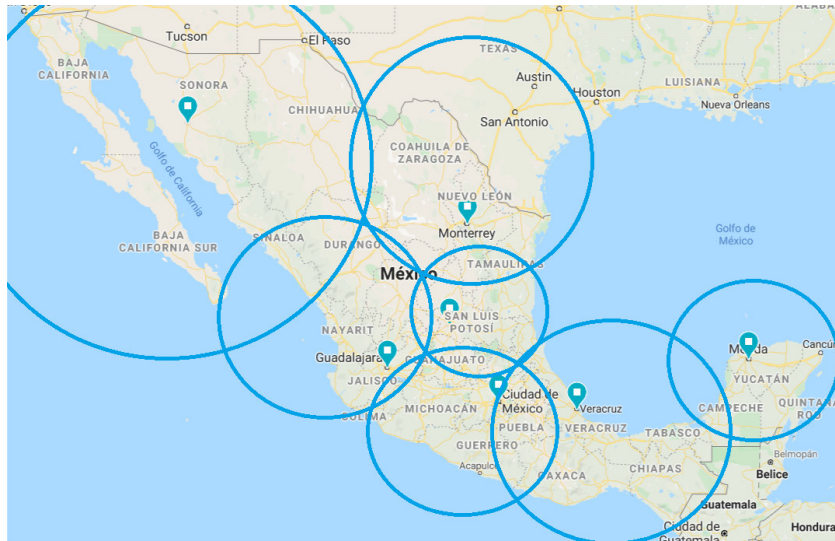 Tucson
El Paso
TEXAS
ALABA
BAJA
CALIFORNIA
SONORA
CHIHUAHUA
Austin
Houston
LUISIANA
Nueva Orleans
San Antonio
Golfo de California
COAHUILA
DE ZARAGOZA
NUEVO LEÓN
Monterrey
BAJA
CALIFORNIA SUR
SINALOA
DURANGO
Golfo de
México
México
TAMAULIPAS
NAYARIT
SAN LUIS
POTOSÍ
Guadalajara
GUANAJUATO
JALISCO
Mérida
Cancún
YUCATÁN
COLIMA
MICHOACÁN
Ciudad de
México
Veracruz
CAMPECHE
QUINTANA
ROO
PUEBLA
VERACRUZ
TABASCO
GUERRERO
Acapulco
OAXACA
CHIAPAS
Belmopán
Belice
Guatemala
Ciudad de
Guatemala
Hondura